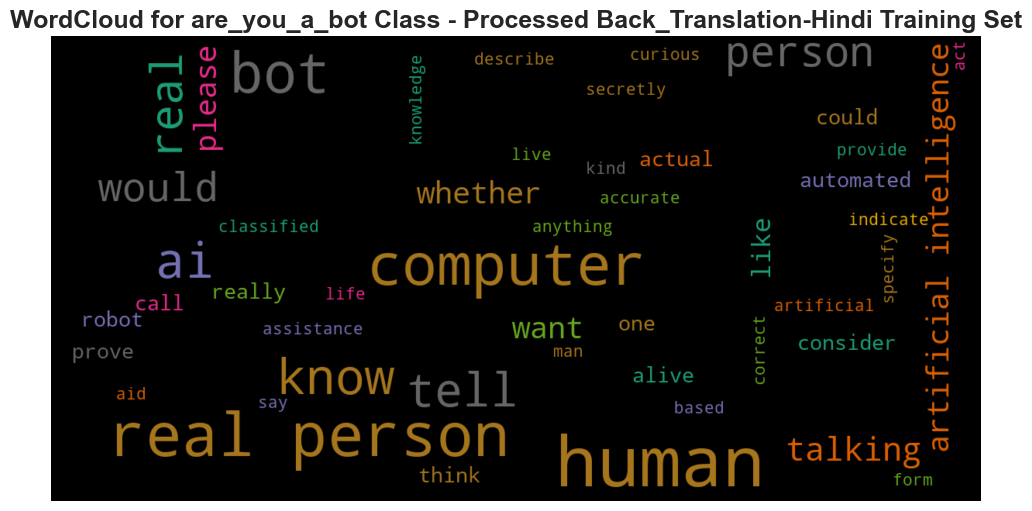 WordCloud for are_you_a_bot Class - Processed Back_Translation-Hindi Training Set
real
please
bot
knowledge
describe
curious
secretly
person
act
could
provide
live
kind
actual
automated
artificial intelligence
would
whether
accurate
classified
anything
indicate
like
specify
ai
computer
call
really
life
artificial
robot
assistance
want
one
correct
consider
prove
man
know
tell
alive
aid
say
based
real person
human
talking
think
form